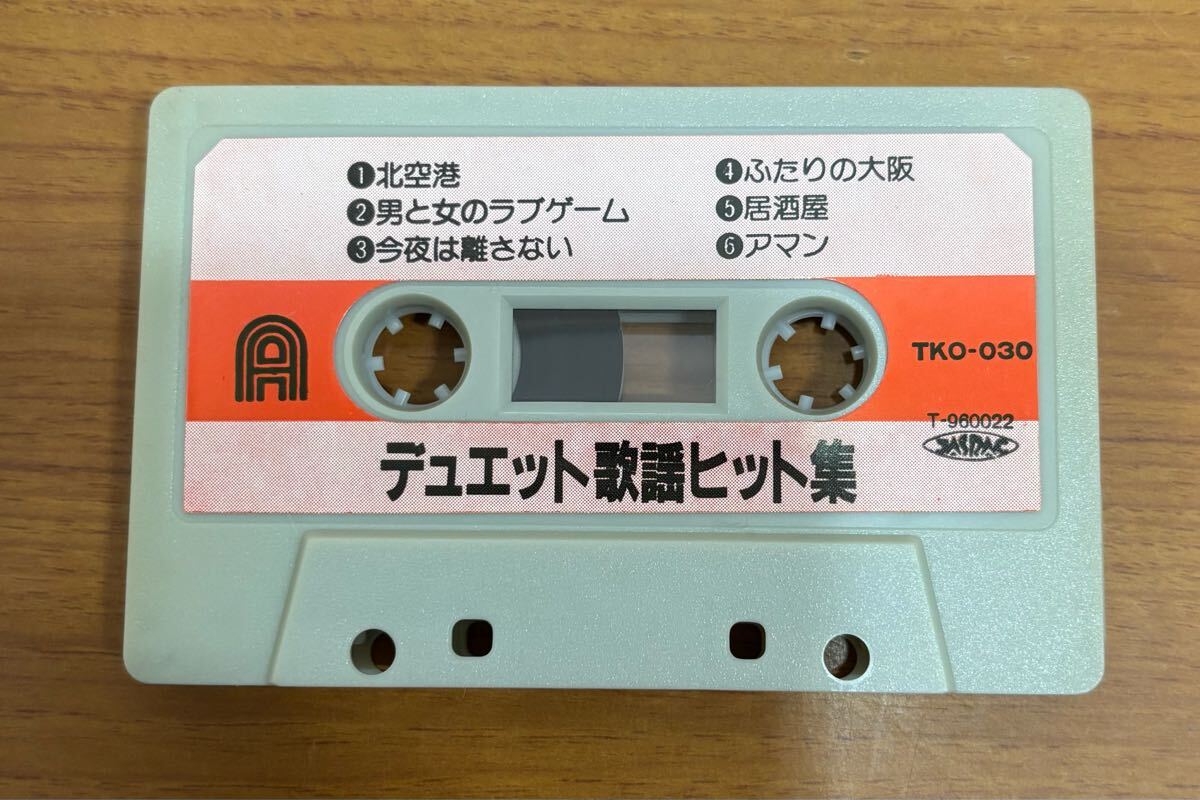 ❶北空港
❷男と女のラブゲーム
❸今夜は離さない
❹ふたりの大阪
❺居酒屋
❻アマン
A
TKO-030
T-960022
JASRAC
デュエット歌謡ヒット集